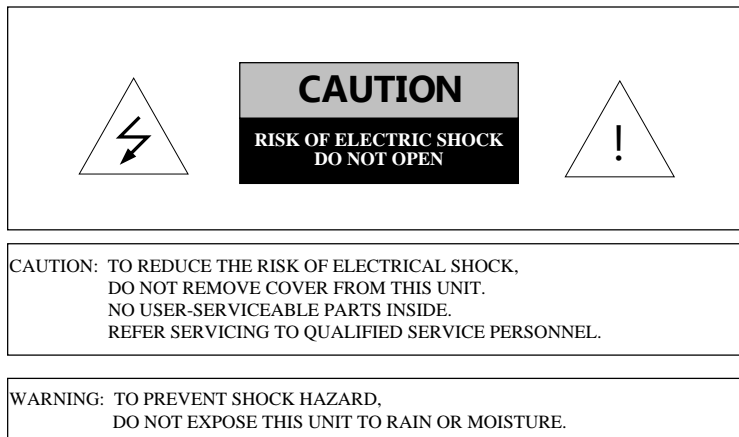 CAUTION
RISK OF ELECTRIC SHOCK
DO NOT OPEN
!
CAUTION: TO REDUCE THE RISK OF ELECTRICAL SHOCK,
DO NOT REMOVE COVER FROM THIS UNIT.
NO USER-SERVICEABLE PARTS INSIDE.
REFER SERVICING TO QUALIFIED SERVICE PERSONNEL.
WARNING: TO PREVENT SHOCK HAZARD,
DO NOT EXPOSE THIS UNIT TO RAIN OR MOISTURE.